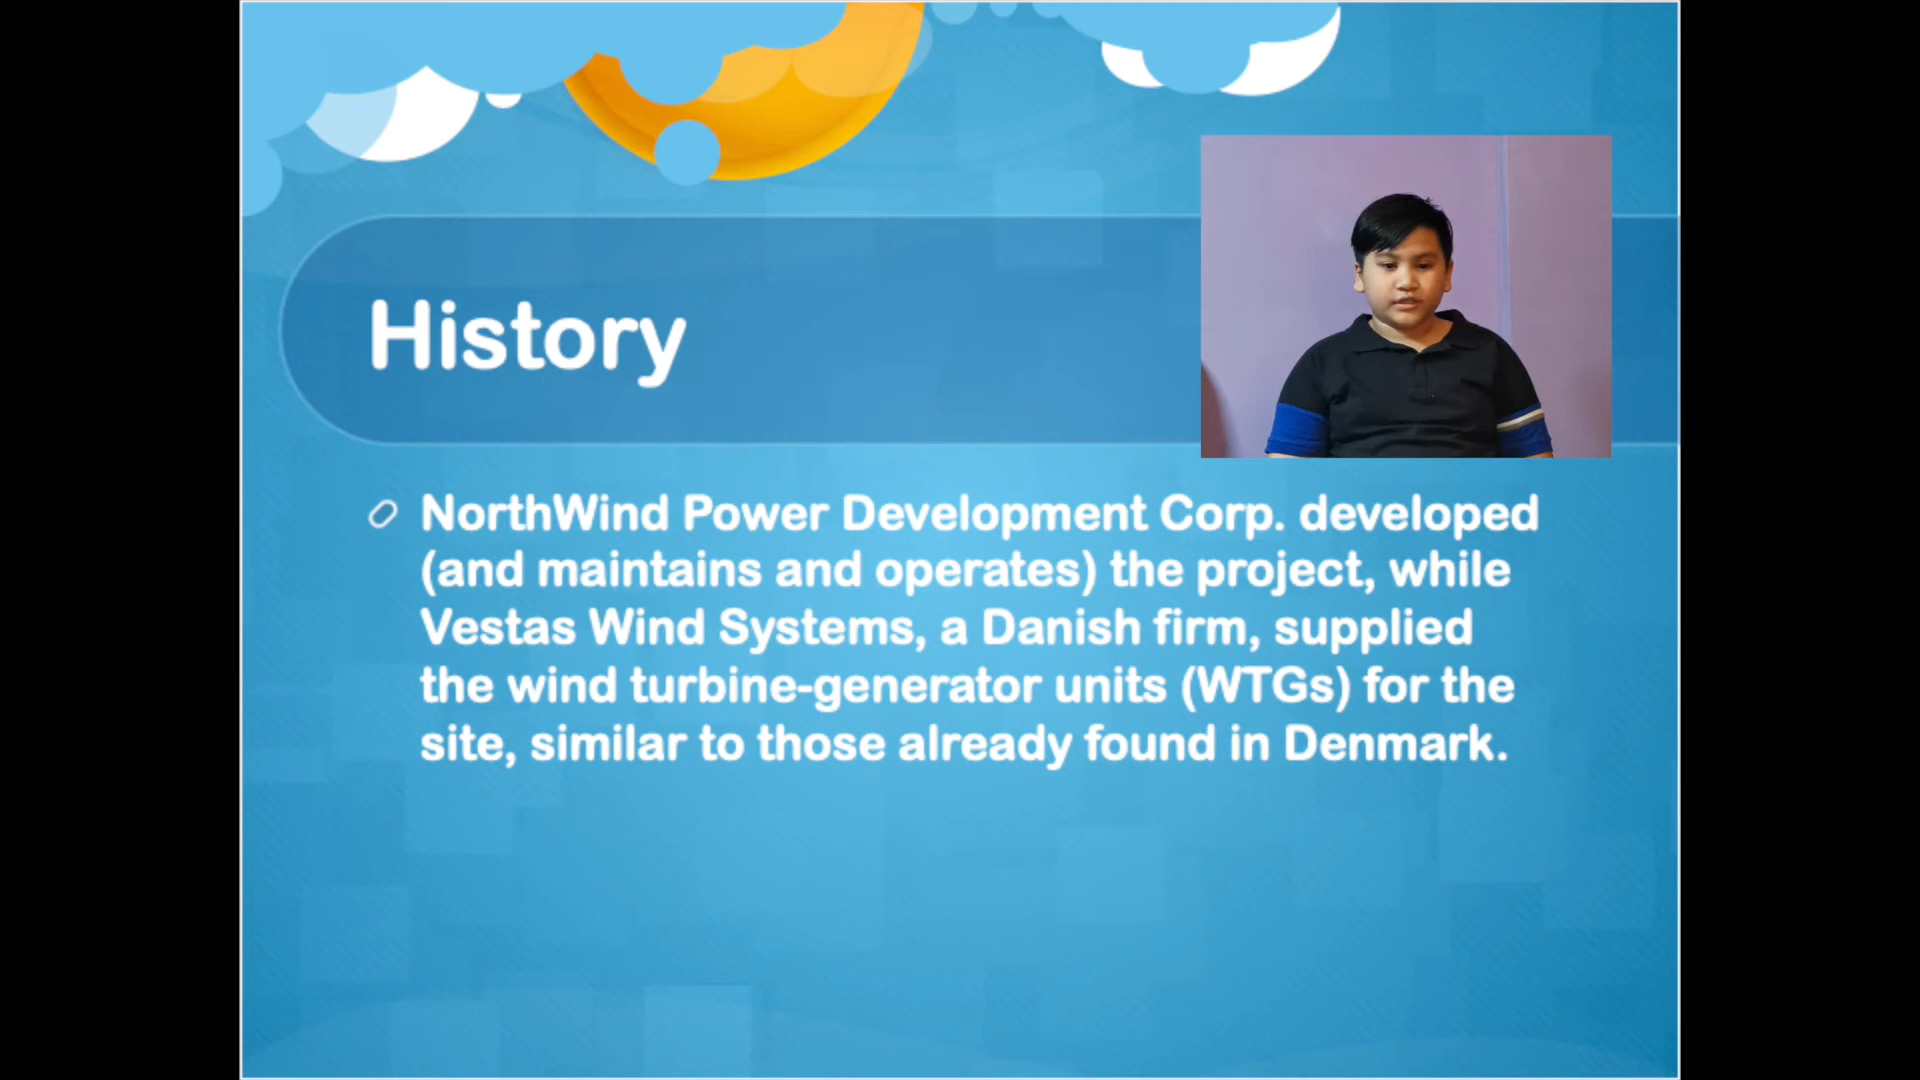 History
NorthWind Power Development Corp. developed
(and maintains and operates) the project, while
Vestas Wind Systems, a Danish firm, supplied
the wind turbine-generator units (WTGs) for the
site, similar to those already found in Denmark.